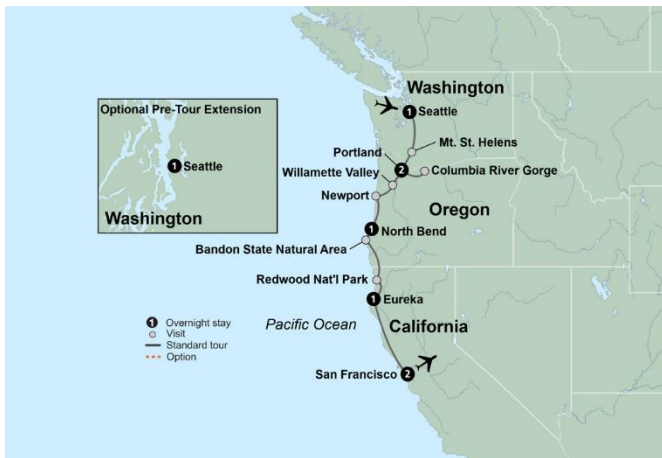 Optional Pre-Tour Extension
1 Seattle
Washington
Washington
1 Seattle
Mt. St. Helens
Portland
2
Columbia River Gorge
Willamette Valley
Newport
Oregon
1 North Bend
Bandon State Natural Area
Redwood Nat'l Park
1 Eureka
Pacific Ocean
California
San Francisco 2
1 Overnight stay
Visit
Standard tour
Option